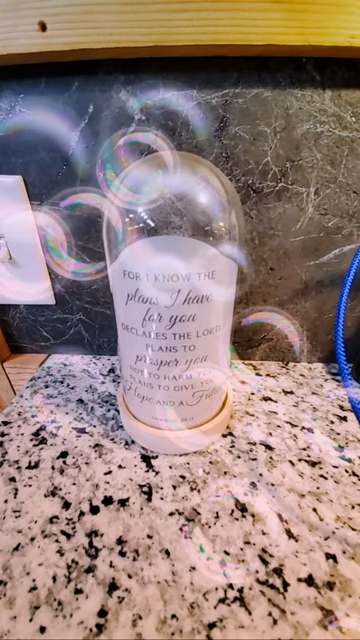 FOR I KNOW THE
plans I have
for you
DECLARES THE LORD
PLANS TO
prosper you
NOT TO HARM YOU
PLANS TO GIVE YOU
Hope AND A Future